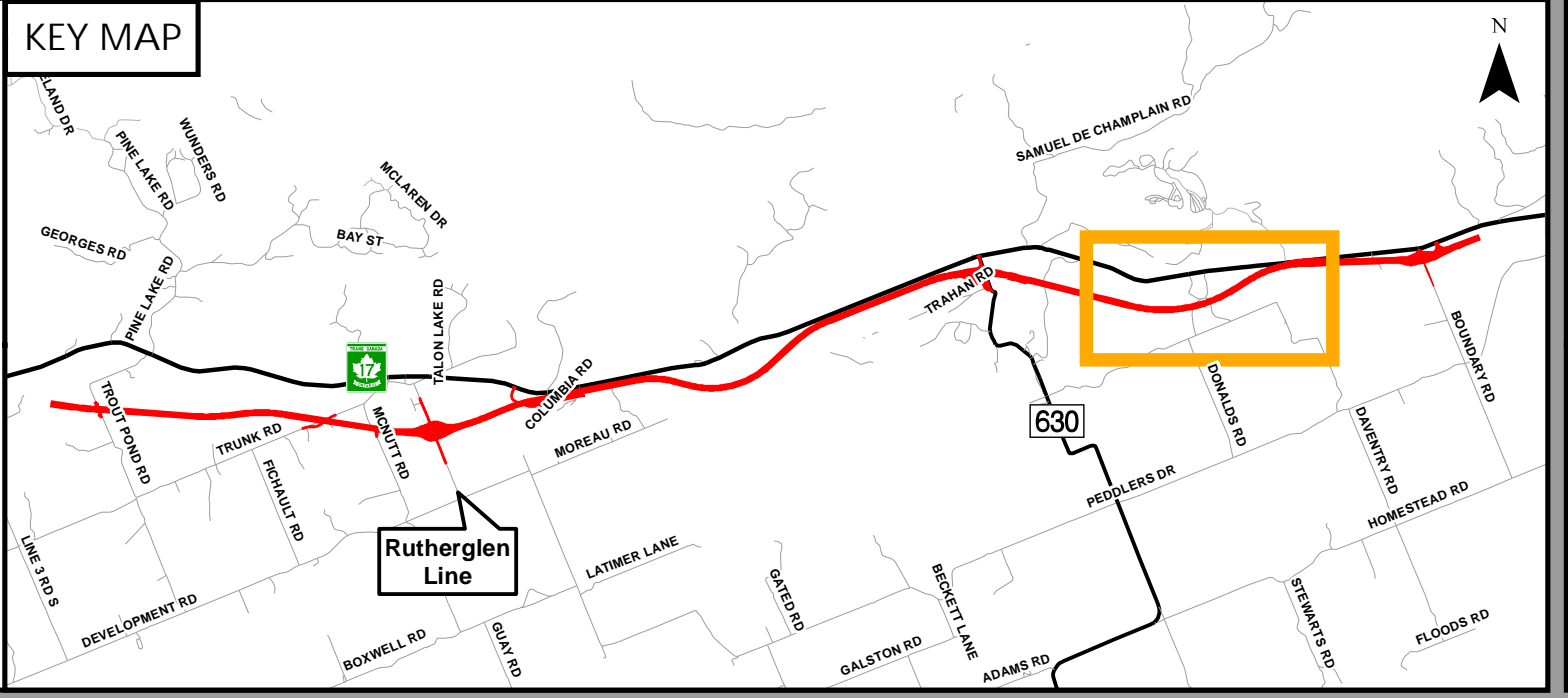 KEY MAP
N
ELAND DR
PINE LAKE RD
WUNDERS RD
SAMUEL DE CHAMPLAIN RD
MCLAREN DR
GEORGES RD
BAY ST
PINE LAKE RD
TALON LAKE RD
TRAHAN RD
TRANS CANADA
17
ONTARIO
BOUNDARY RD
TROUT POND RD
COLUMBIA RD
DONALDS RD
MCNUTT RD
TRUNK RD
MOREAU RD
630
DAVENTRY RD
FICHAULT RD
PEDDLERS DR
HOMESTEAD RD
Rutherglen
Line
LINE 3 RD S
LATIMER LANE
GATED RD
BECKETT LANE
STEWARTS RD
DEVELOPMENT RD
BOXWELL RD
GUAY RD
GALSTON RD
ADAMS RD
FLOODS RD